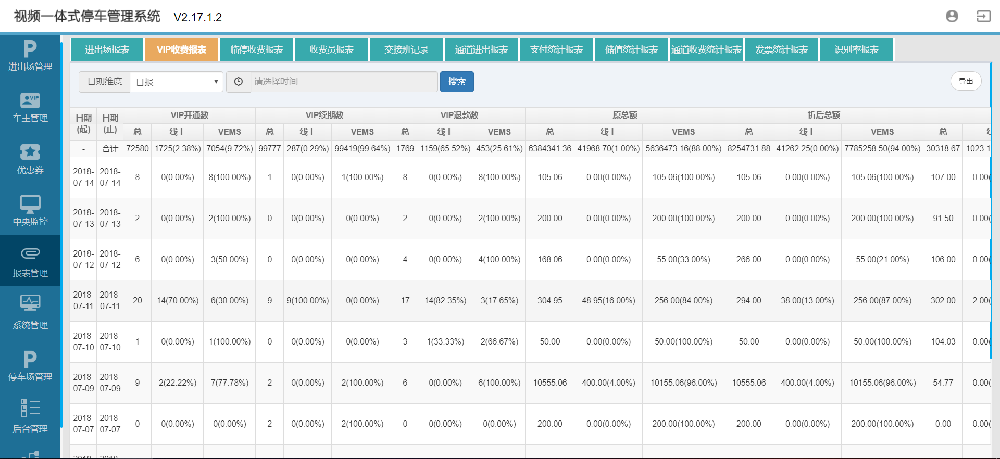 视频一体式停车管理系统 V2.17.1.2
进出场管理
车主管理
优惠券
中央监控
报表管理
系统管理
停车场管理
后台管理
进出场报表 VIP收费报表 临停收费报表 收费员报表 交接班记录 通道进出报表 支付统计报表 储值统计报表 通道收费统计报表 发票统计报表 识别率报表
日期维度 日报 请选择时间 搜索 导出
日期(起) 日期(止) VIP开通数 VIP续期数 VIP退款数 原总额 折后总额
总 线上 VEMS 总 线上 VEMS 总 线上 VEMS 总 线上 VEMS 总 线上 VEMS 总
- 合计 72580 1725(2.38%) 7054(9.72%) 99777 287(0.29%) 99419(99.64%) 1769 1159(65.52%) 453(25.61%) 6384341.36 41968.70(1.00%) 5636473.16(88.00%) 8254731.88 41262.25(0.00%) 7785258.50(94.00%) 30318.67 1023.1
2018-07-14 2018-07-14 8 0(0.00%) 8(100.00%) 1 0(0.00%) 1(100.00%) 8 0(0.00%) 8(100.00%) 105.06 0.00(0.00%) 105.06(100.00%) 105.06 0.00(0.00%) 105.06(100.00%) 107.00 0.00(
2018-07-13 2018-07-13 2 0(0.00%) 2(100.00%) 0 0(0.00%) 0(0.00%) 2 0(0.00%) 2(100.00%) 200.00 0.00(0.00%) 200.00(100.00%) 200.00 0.00(0.00%) 200.00(100.00%) 91.50 0.00(
2018-07-12 2018-07-12 6 0(0.00%) 3(50.00%) 0 0(0.00%) 0(0.00%) 4 0(0.00%) 4(100.00%) 168.06 0.00(0.00%) 55.00(33.00%) 266.00 0.00(0.00%) 55.00(21.00%) 106.00 0.00(
2018-07-11 2018-07-11 20 14(70.00%) 6(30.00%) 9 9(100.00%) 0(0.00%) 17 14(82.35%) 3(17.65%) 304.95 48.95(16.00%) 256.00(84.00%) 294.00 38.00(13.00%) 256.00(87.00%) 302.00 2.00(
2018-07-10 2018-07-10 1 0(0.00%) 1(100.00%) 0 0(0.00%) 0(0.00%) 3 1(33.33%) 2(66.67%) 50.00 0.00(0.00%) 50.00(100.00%) 50.00 0.00(0.00%) 50.00(100.00%) 104.03 0.00(
2018-07-09 2018-07-09 9 2(22.22%) 7(77.78%) 2 0(0.00%) 2(100.00%) 6 0(0.00%) 6(100.00%) 10555.06 400.00(4.00%) 10155.06(96.00%) 10555.06 400.00(4.00%) 10155.06(96.00%) 54.77 0.00(
2018-07-07 2018-07-07 0 0(0.00%) 0(0.00%) 2 0(0.00%) 2(100.00%) 0 0(0.00%) 0(0.00%) 200.00 0.00(0.00%) 200.00(100.00%) 200.00 0.00(0.00%) 200.00(100.00%) 0.00 0.00(